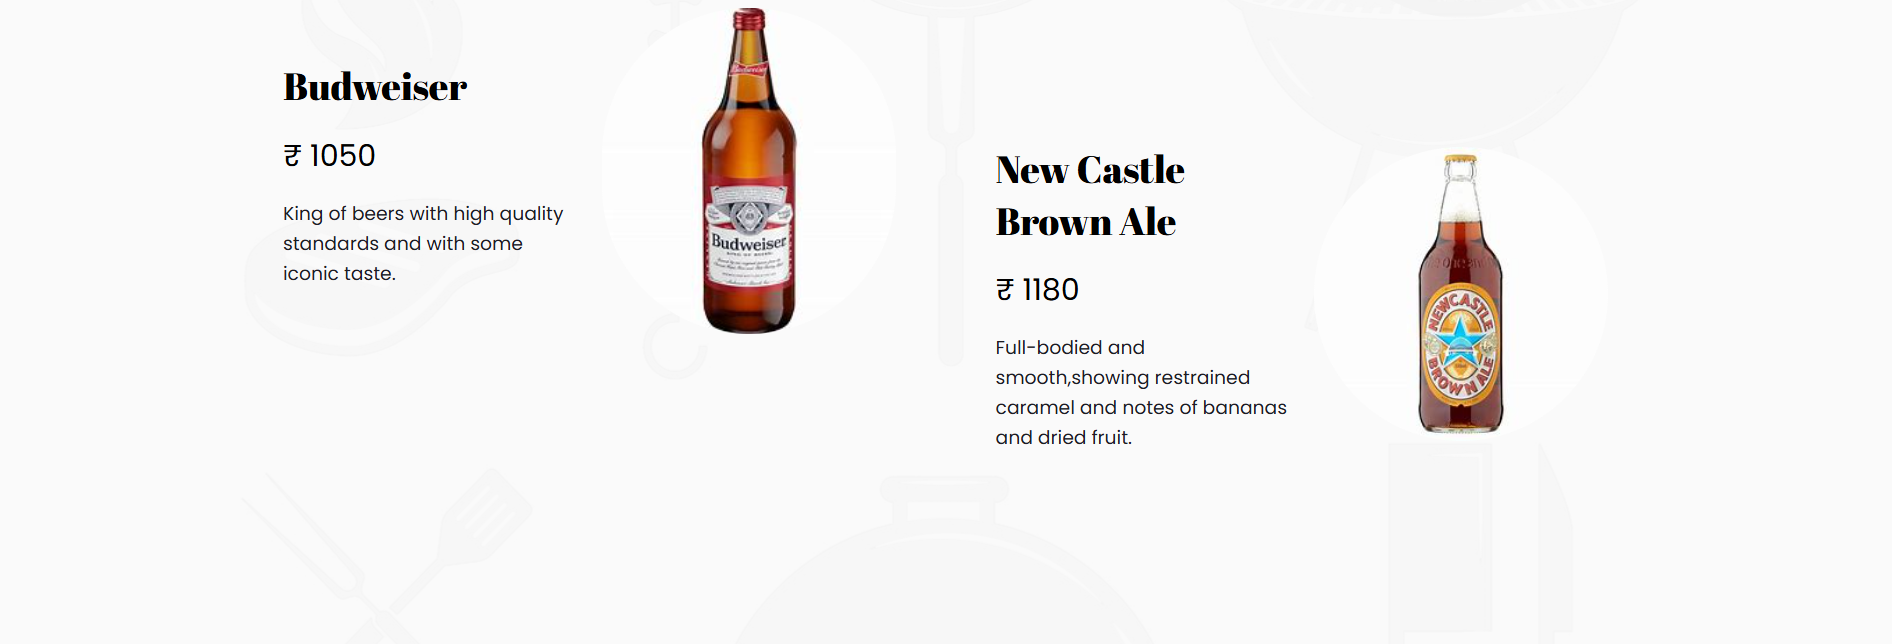 Budweiser
₹ 1050
King of beers with high quality
standards and with some
iconic taste.
Budweiser
Budweiser
New Castle
Brown Ale
₹ 1180
Full-bodied and
smooth,showing restrained
caramel and notes of bananas
and dried fruit.
NEWCASTLE
BROWN ALE